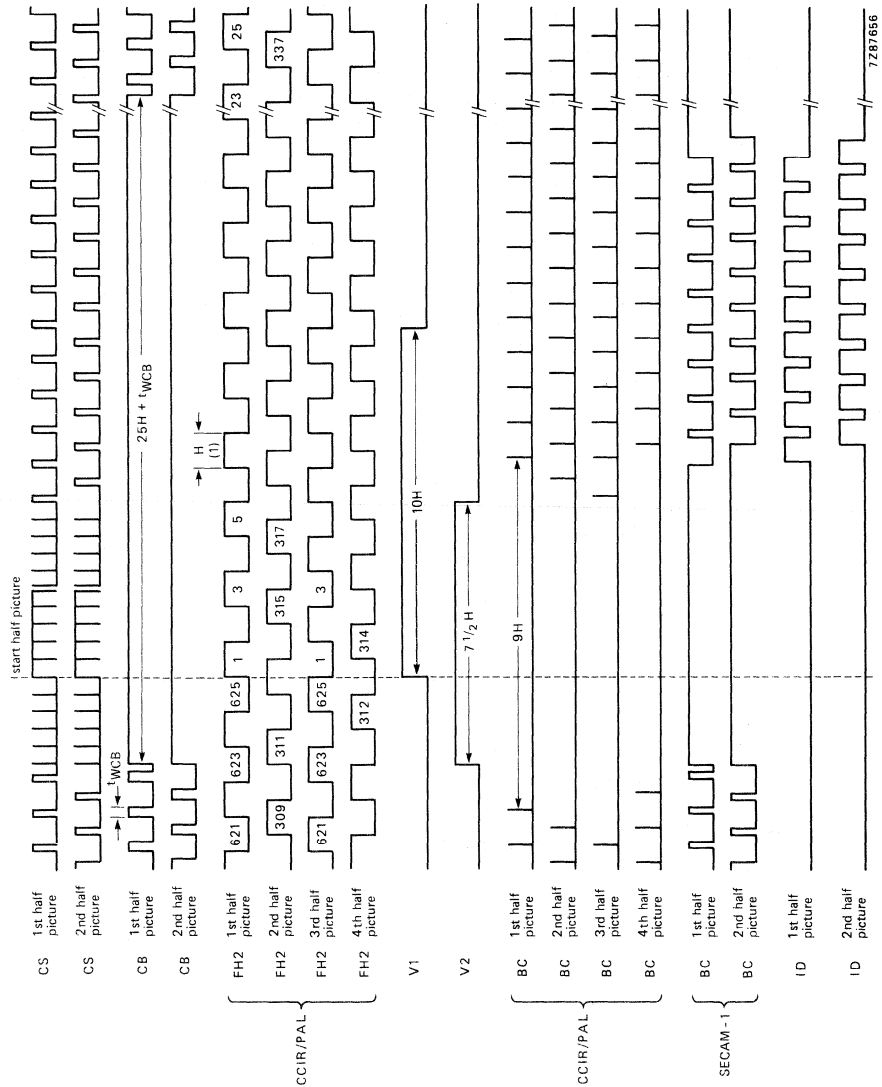 start half picture
CS
1st half
picture
CS
2nd half
picture
tWCB
CB
1st half
picture
25H + tWCB
CB
2nd half
picture
CCIR/PAL
FH2
1st half
picture
621
623
625
1
3
5
H
(1)
23
25
FH2
2nd half
picture
309
311
315
317
337
FH2
3rd half
picture
621
623
625
1
3
FH2
4th half
picture
312
314
V1
10H
V2
7 1/2 H
CCIR/PAL
BC
1st half
picture
9H
BC
2nd half
picture
BC
3rd half
picture
BC
4th half
picture
SECAM-1
BC
1st half
picture
BC
2nd half
picture
ID
1st half
picture
ID
2nd half
picture
7Z87656